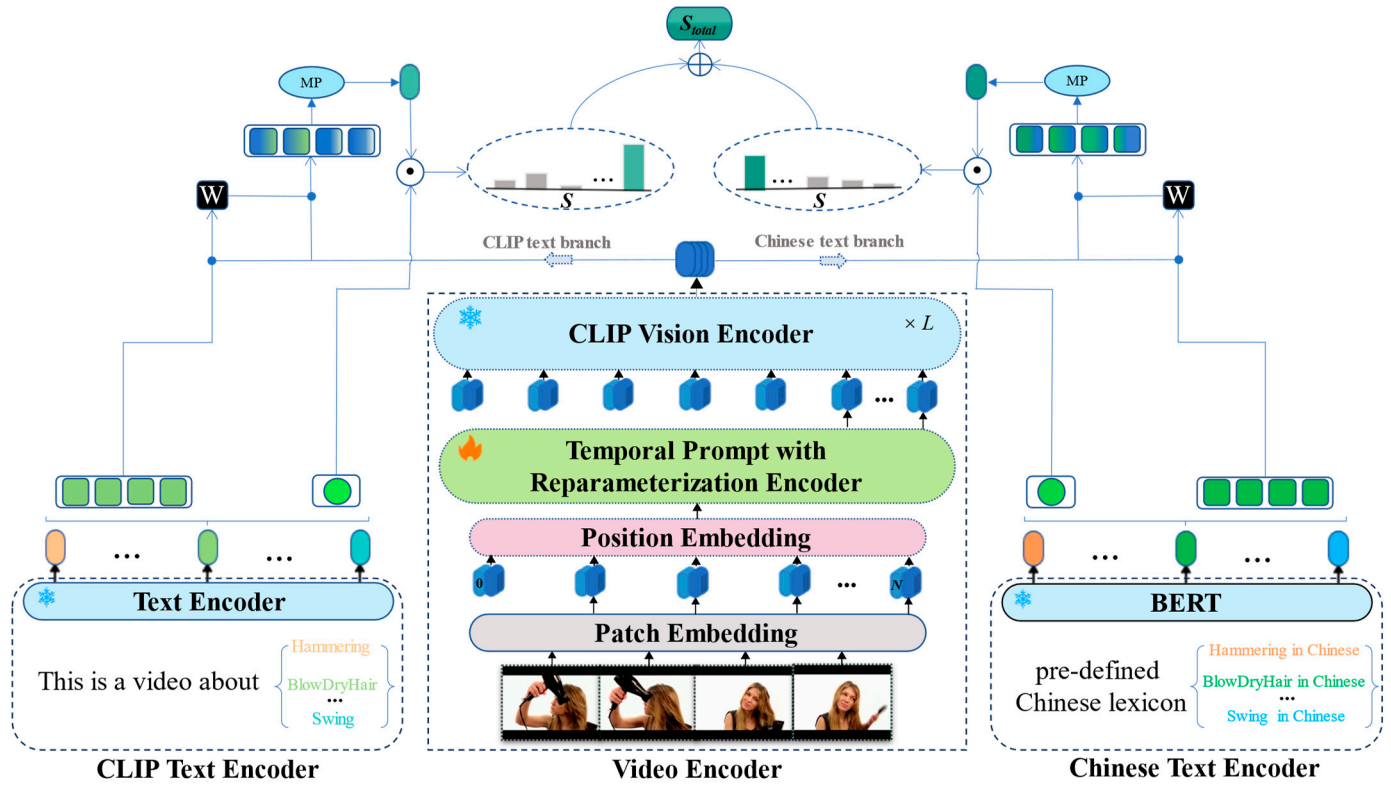 S_total
MP
MP
W
S
S
W
CLIP text branch
Chinese text branch
CLIP Vision Encoder
× L
Temporal Prompt with
Reparameterization Encoder
Position Embedding
0
N
Patch Embedding
Text Encoder
This is a video about
Hammering
BlowDryHair
Swing
CLIP Text Encoder
Video Encoder
BERT
pre-defined
Chinese lexicon
Hammering in Chinese
BlowDryHair in Chinese
Swing in Chinese
Chinese Text Encoder